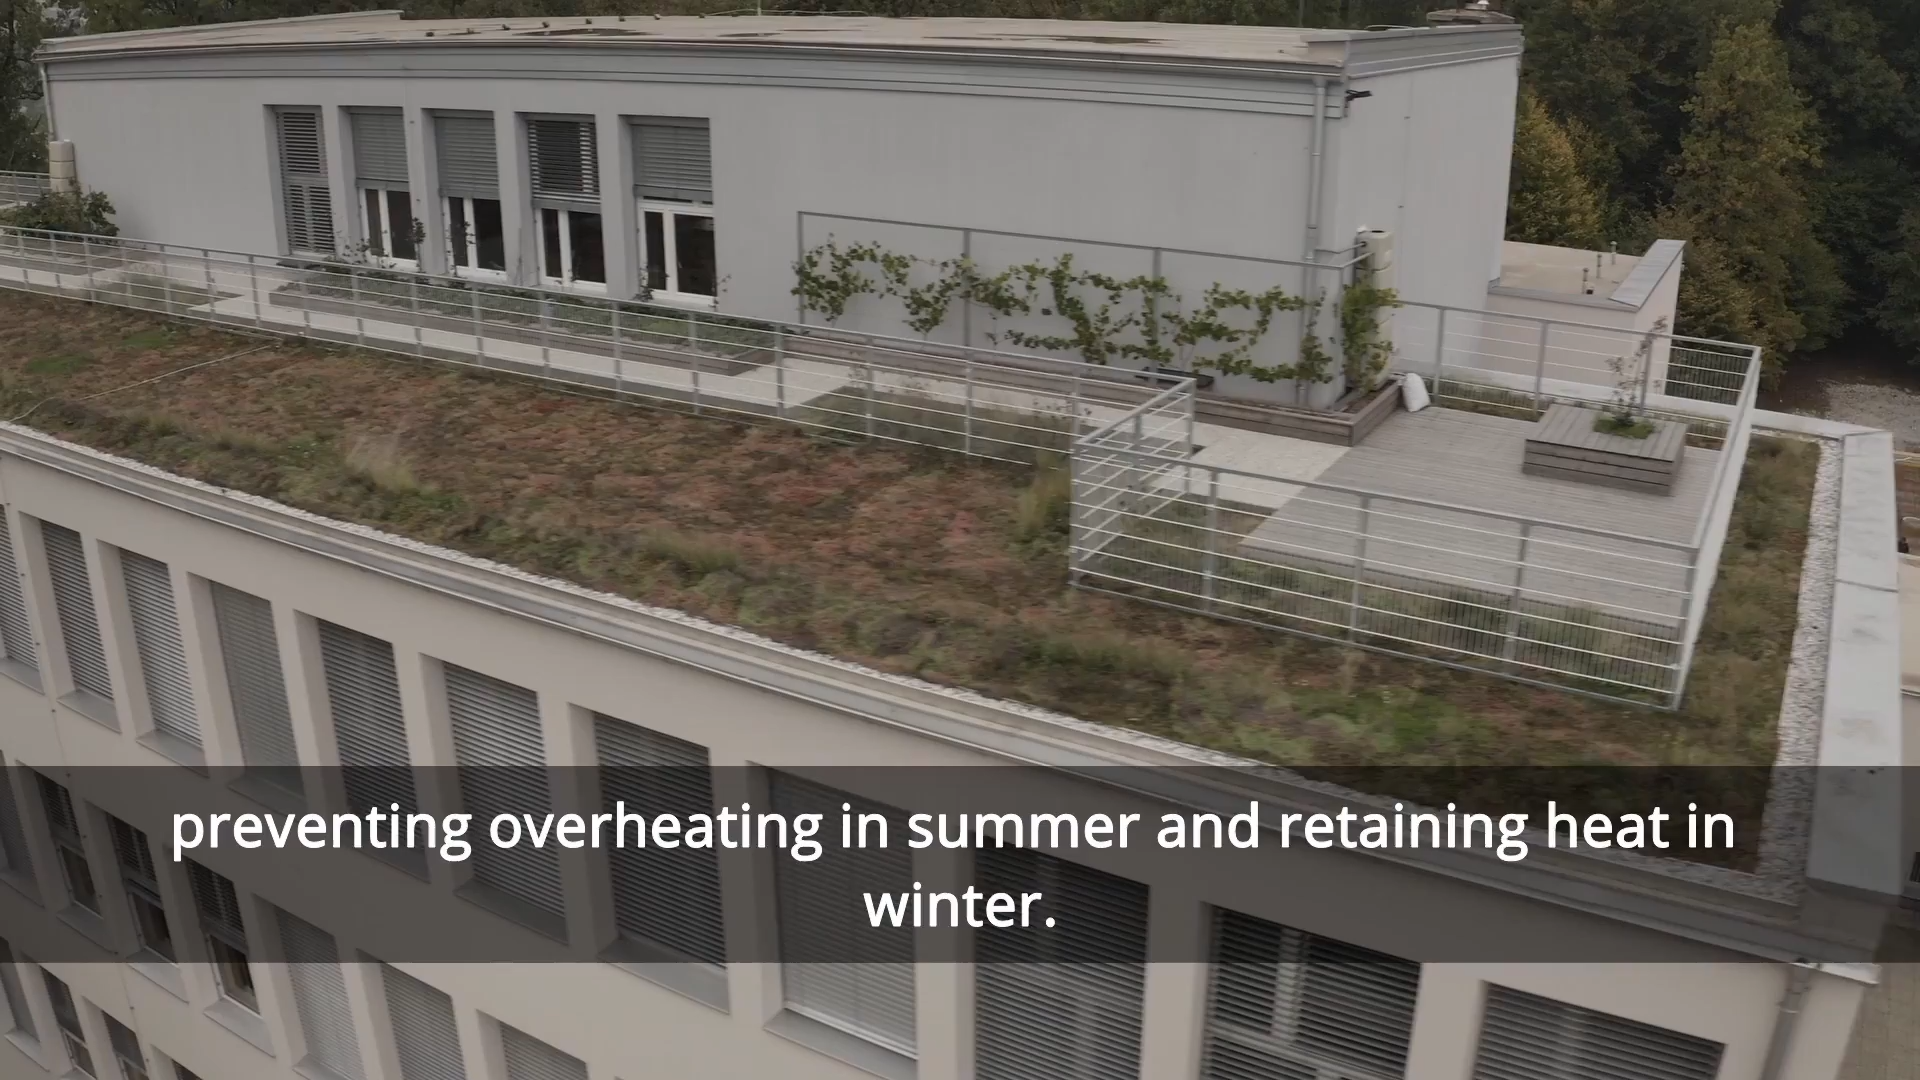 preventing overheating in summer and retaining heat in
winter.